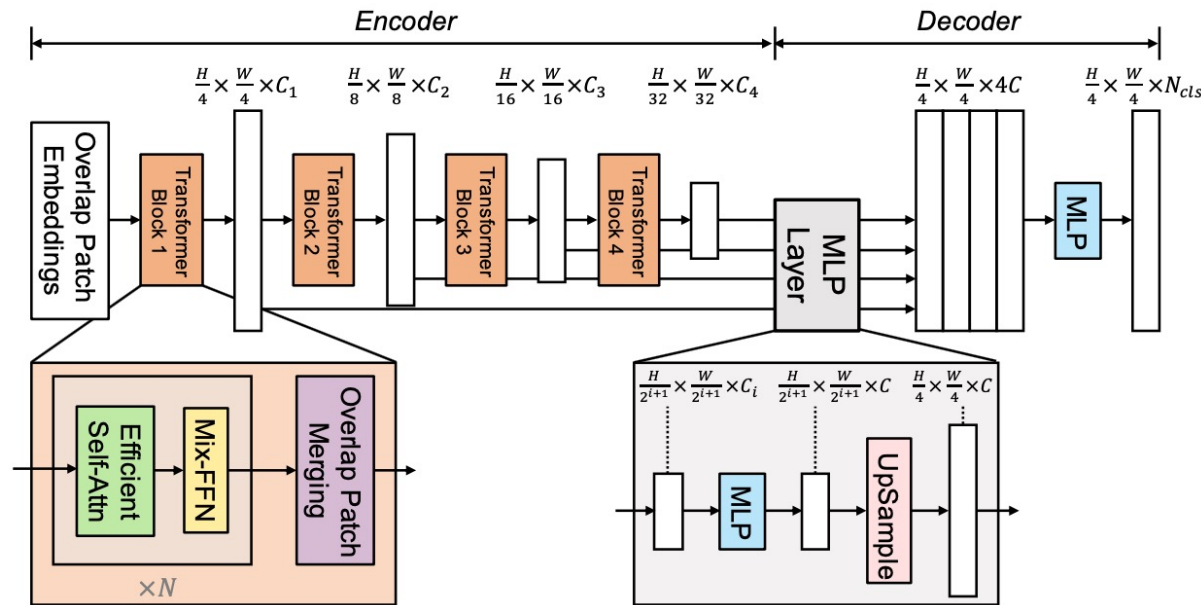 Encoder
Decoder
H/4 × W/4 × C₁
H/8 × W/8 × C₂
H/16 × W/16 × C₃
H/32 × W/32 × C₄
H/4 × W/4 × 4C
H/4 × W/4 × N_cls
Overlap Patch
Embeddings
Transformer
Block 1
Transformer
Block 2
Transformer
Block 3
Transformer
Block 4
MLP
Layer
MLP
Efficient
Self-Attn
Mix-FFN
×N
Overlap Patch
Merging
H/2^{i+1} × W/2^{i+1} × C_i
H/2^{i+1} × W/2^{i+1} × C
H/4 × W/4 × C
MLP
UpSample